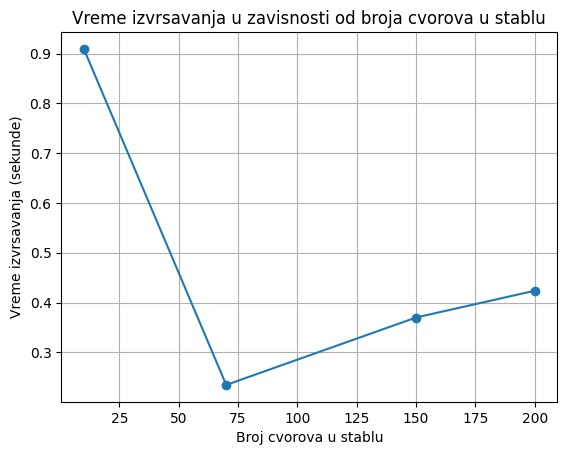 Vreme izvrsavanja u zavisnosti od broja cvorova u stablu
0.9
0.8
0.7
0.6
0.5
0.4
0.3
Vreme izvrsavanja (sekunde)
25 50 75 100 125 150 175 200
Broj cvorova u stablu